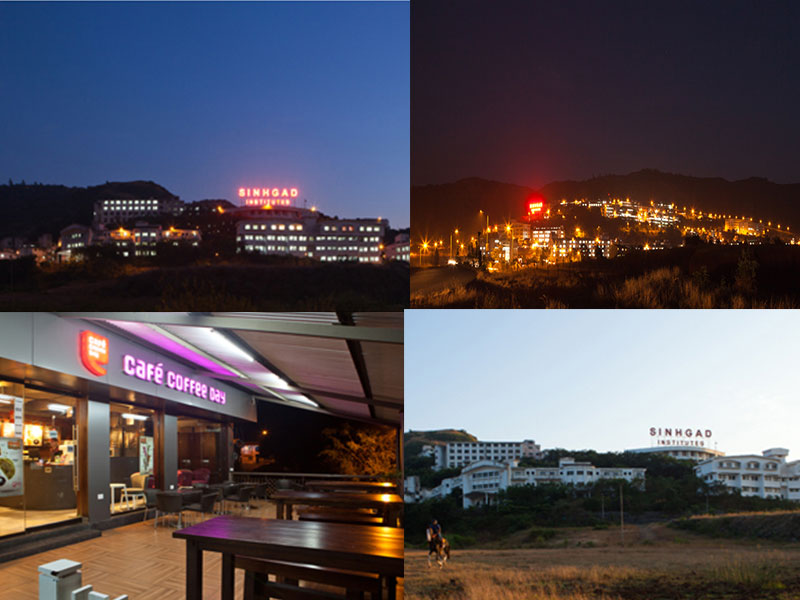 SINHGAD
INSTITUTES
café coffee day
SINHGAD
INSTITUTES